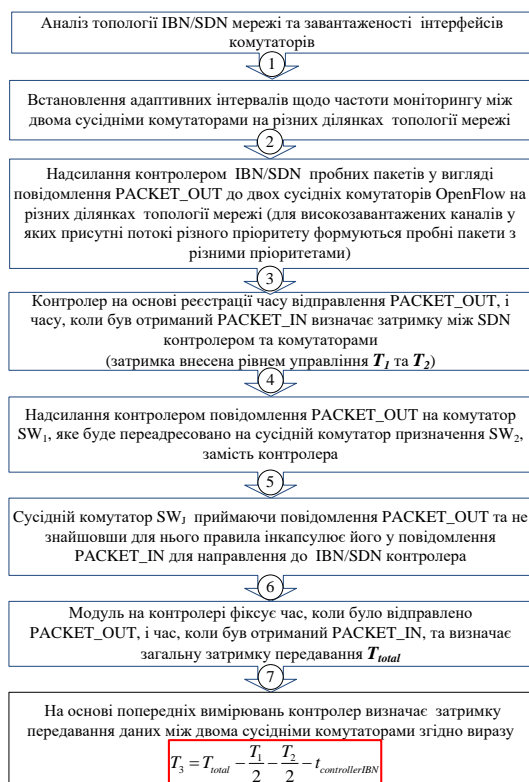 Аналіз топології IBN/SDN мережі та завантаженості інтерфейсів
комутаторів
1
Встановлення адаптивних інтервалів щодо частоти моніторингу між
двома сусідніми комутаторами на різних ділянках топології мережі
2
Надсилання контролером IBN/SDN пробних пакетів у вигляді
повідомлення PACKET_OUT до двох сусідніх комутаторів OpenFlow на
різних ділянках топології мережі (для високозавантажених каналів у
яких присутні потокі різного пріоритету формуються пробні пакети з
різними пріоритетами)
3
Контролер на основі реєстрації часу відправлення PACKET_OUT, і
часу, коли був отриманий PACKET_IN визначає затримку між SDN
контролером та комутаторами
(затримка внесена рівнем управління T₁ та T₂)
4
Надсилання контролером повідомлення PACKET_OUT на комутатор
SW₁, яке буде переадресовано на сусідній комутатор призначення SW₂,
замість контролера
5
Сусідній комутатор SWⱼ приймаючи повідомлення PACKET_OUT та не
знайшовши для нього правила інкапсулює його у повідомлення
PACKET_IN для направлення до IBN/SDN контролера
6
Модуль на контролері фіксує час, коли було відправлено
PACKET_OUT, і час, коли був отриманий PACKET_IN, та визначає
загальну затримку передавання T_total
7
На основі попередніх вимірювань контролер визначає затримку
передавання даних між двома сусідніми комутаторами згідно виразу
T₃ = T_total − T₁/2 − T₂/2 − t_controllerIBN